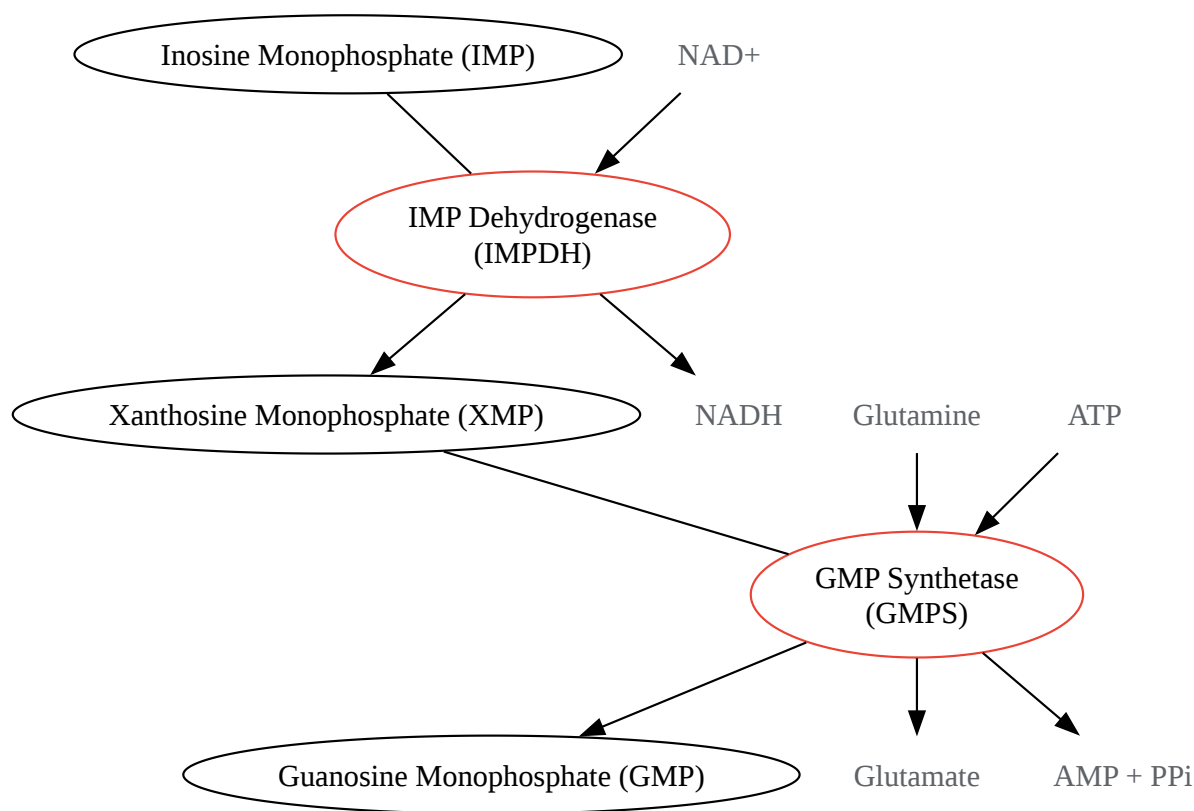 Inosine Monophosphate (IMP)
NAD+
IMP Dehydrogenase
(IMPDH)
Xanthosine Monophosphate (XMP)
NADH
Glutamine
ATP
GMP Synthetase
(GMPS)
Guanosine Monophosphate (GMP)
Glutamate
AMP + PPi